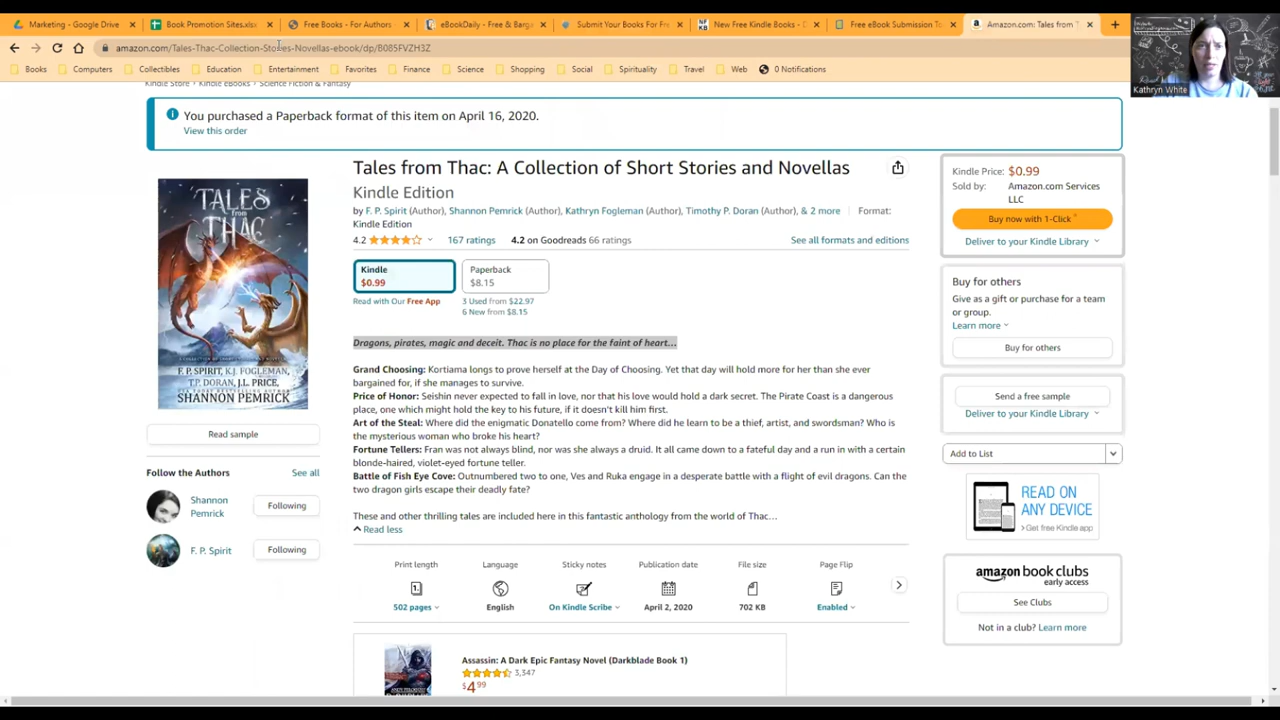 Marketing - Google Drive
Book Promotion Sites.xlsx
Free Books - For Authors
eBookDaily - Free & Barga
Submit Your Books For Fre
New Free Kindle Books - C
Free eBook Submission To
Amazon.com: Tales from T
amazon.com/Tales-Thac-Collection-Stories-Novellas-ebook/dp/B085FVZH3Z
Books
Computers
Collectibles
Education
Entertainment
Favorites
Finance
Science
Shopping
Social
Spirituality
Travel
Web
0 Notifications
Kathryn White
Kindle Store › Kindle eBooks › Science Fiction & Fantasy
You purchased a Paperback format of this item on April 16, 2020.
View this order
TALES
from
THAC
A COLLECTION OF SHORT STORIES AND NOVELLAS
F. P. SPIRIT, K.J. FOGLEMAN,
T.P. DORAN, J.L. PRICE,
SHANNON PEMRICK
Read sample
Follow the Authors
See all
Shannon
Pemrick
Following
F. P. Spirit
Following
Tales from Thac: A Collection of Short Stories and Novellas
Kindle Edition
by F. P. Spirit (Author), Shannon Pemrick (Author), Kathryn Fogleman (Author), Timothy P. Doran (Author), & 2 more Format:
Kindle Edition
4.2 167 ratings 4.2 on Goodreads 66 ratings
See all formats and editions
Kindle
$0.99
Paperback
$8.15
Read with Our Free App
3 Used from $22.97
6 New from $8.15
Dragons, pirates, magic and deceit. Thac is no place for the faint of heart...
Grand Choosing: Kortiama longs to prove herself at the Day of Choosing. Yet that day will hold more for her than she ever
bargained for, if she manages to survive.
Price of Honor: Seishin never expected to fall in love, nor that his love would hold a dark secret. The Pirate Coast is a dangerous
place, one which might hold the key to his future, if it doesn't kill him first.
Art of the Steal: Where did the enigmatic Donatello come from? Where did he learn to be a thief, artist, and swordsman? Who is
the mysterious woman who broke his heart?
Fortune Tellers: Fran was not always blind, nor was she always a druid. It all came down to a fateful day and a run in with a certain
blonde-haired, violet-eyed fortune teller.
Battle of Fish Eye Cove: Outnumbered two to one, Ves and Ruka engage in a desperate battle with a flight of evil dragons. Can the
two dragon girls escape their deadly fate?
These and other thrilling tales are included here in this fantastic anthology from the world of Thac...
Read less
Print length
502 pages
Language
English
Sticky notes
On Kindle Scribe
Publication date
April 2, 2020
File size
702 KB
Page Flip
Enabled
Assassin: A Dark Epic Fantasy Novel (Darkblade Book 1)
3,347
$4 99
Kindle Price: $0.99
Sold by: Amazon.com Services
LLC
Buy now with 1-Click
Deliver to your Kindle Library
Buy for others
Give as a gift or purchase for a team
or group.
Learn more
Buy for others
Send a free sample
Deliver to your Kindle Library
Add to List
READ ON
ANY DEVICE
Get free Kindle app
amazon book clubs
early access
See Clubs
Not in a club? Learn more